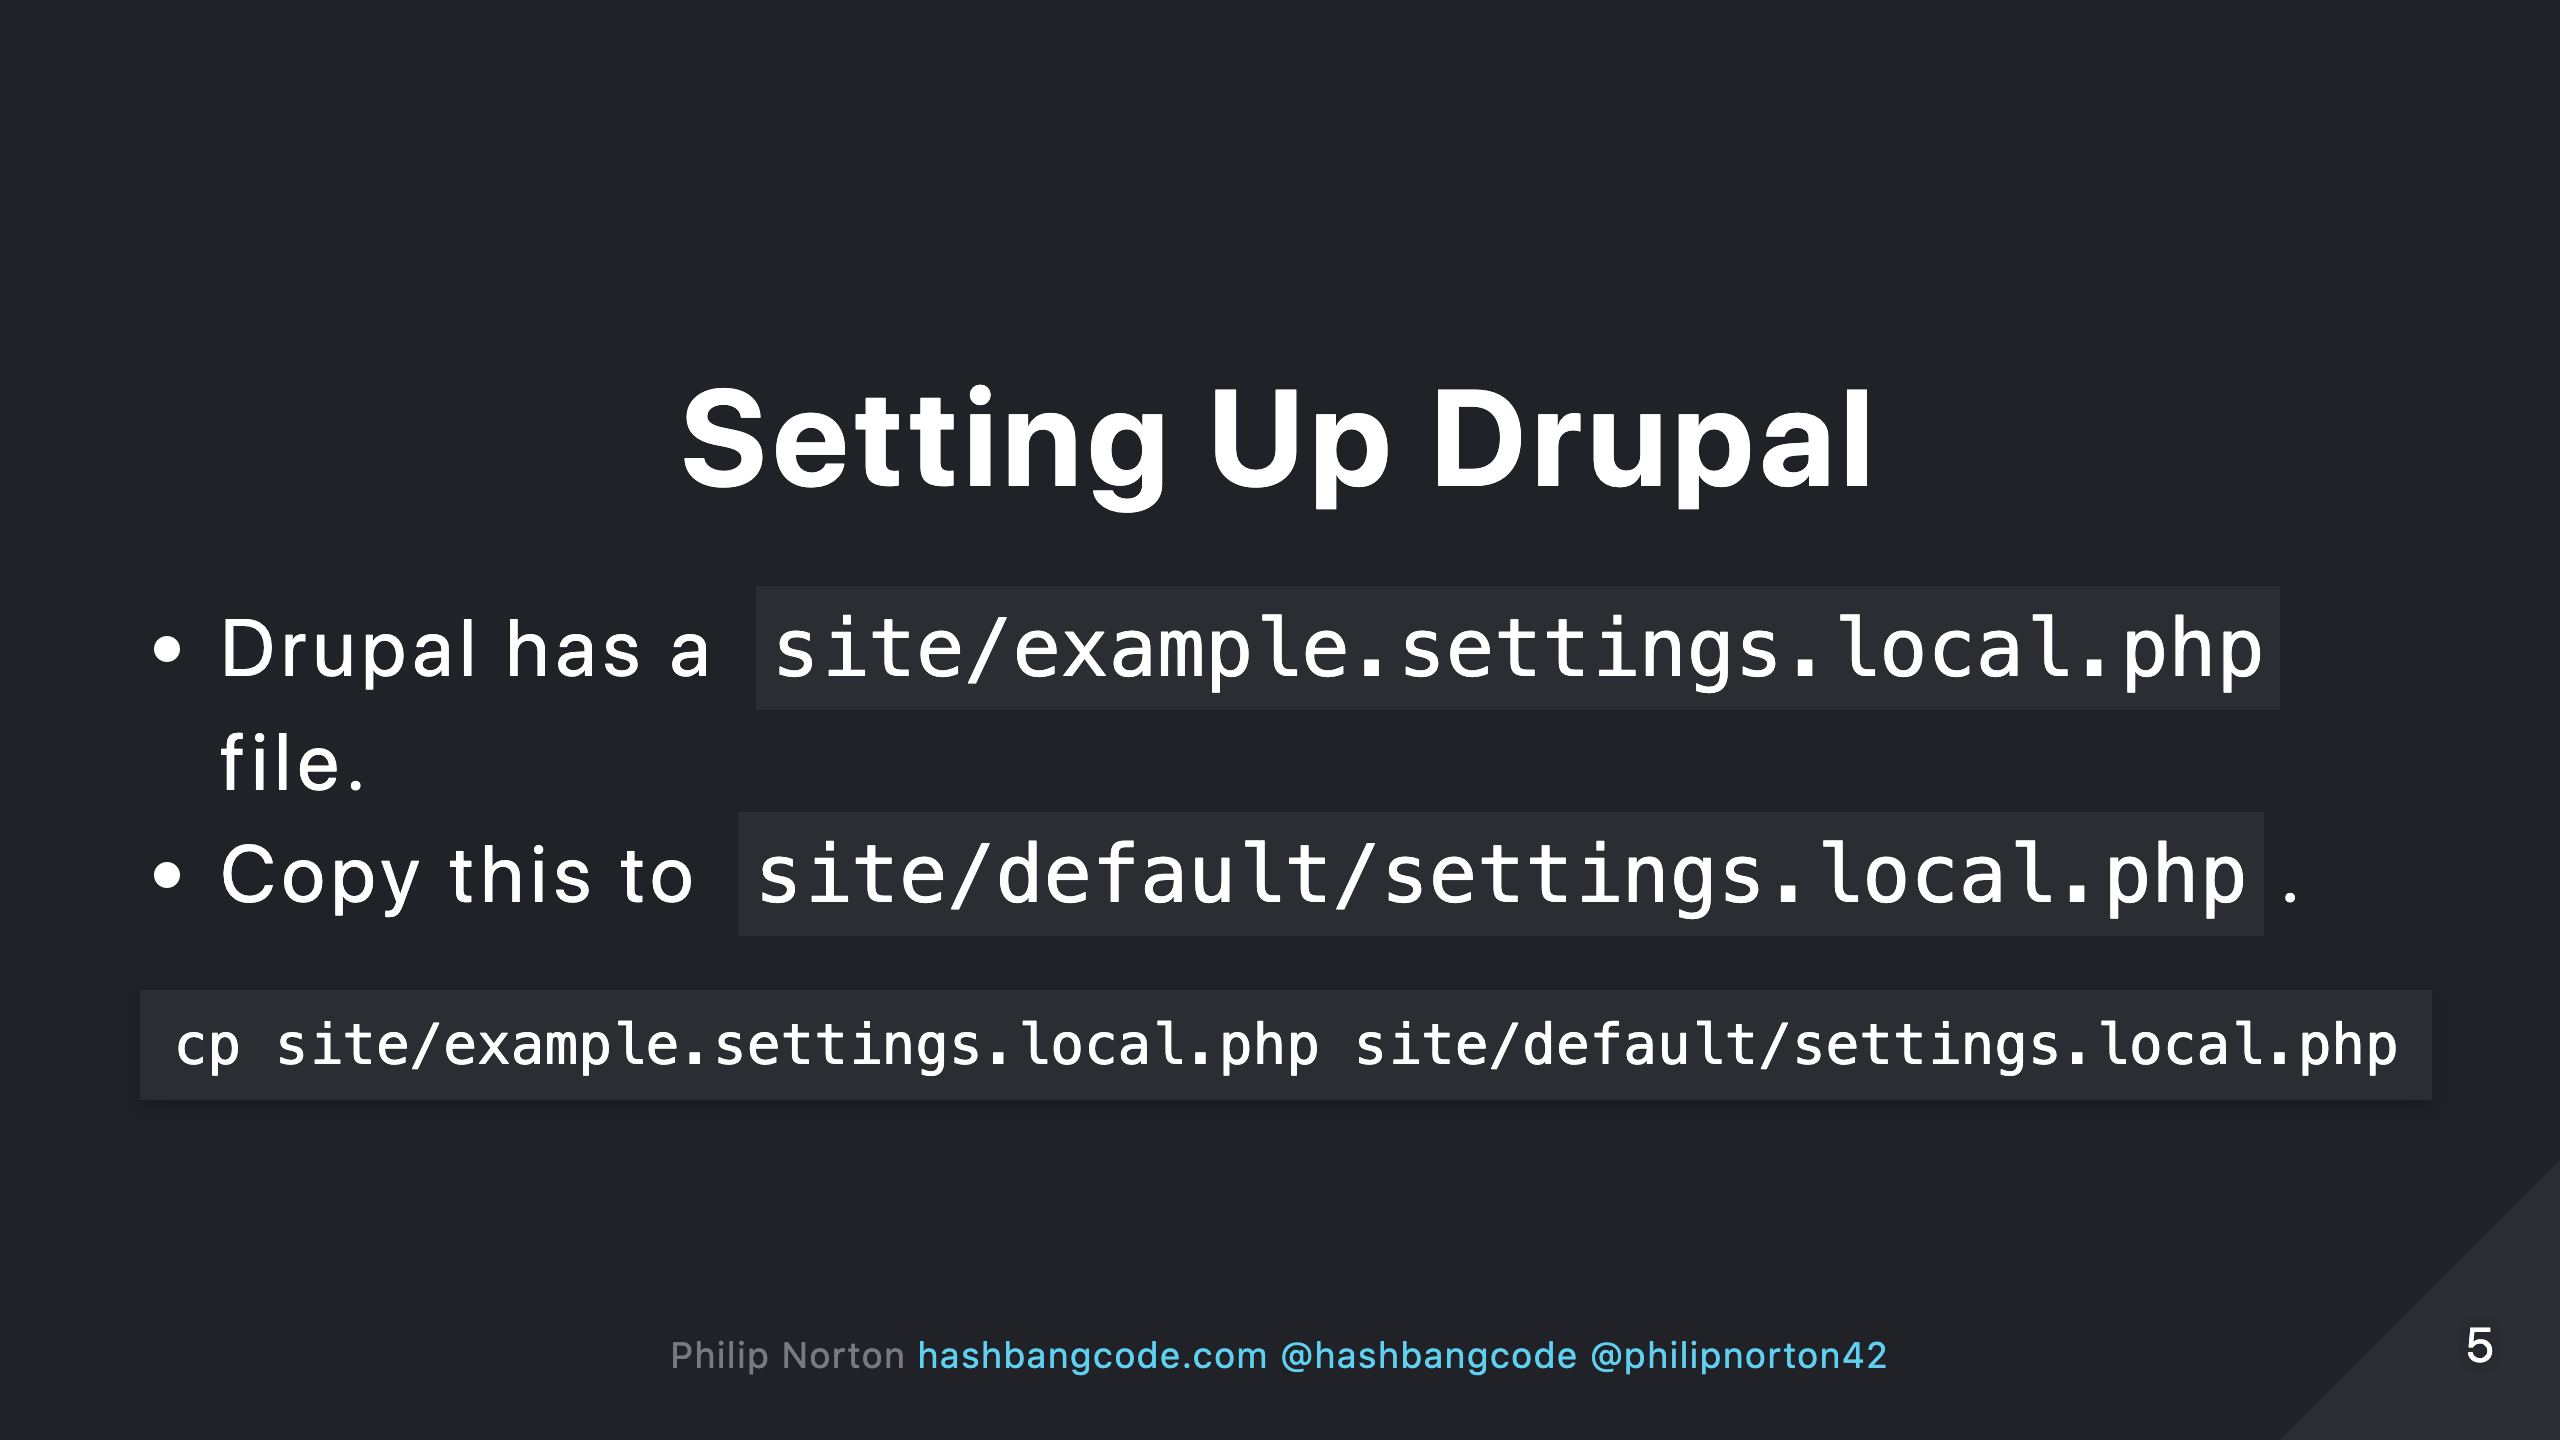 Setting Up Drupal
• Drupal has a site/example.settings.local.php
file.
• Copy this to site/default/settings.local.php .
cp site/example.settings.local.php site/default/settings.local.php
Philip Norton hashbangcode.com @hashbangcode @philipnorton42
5